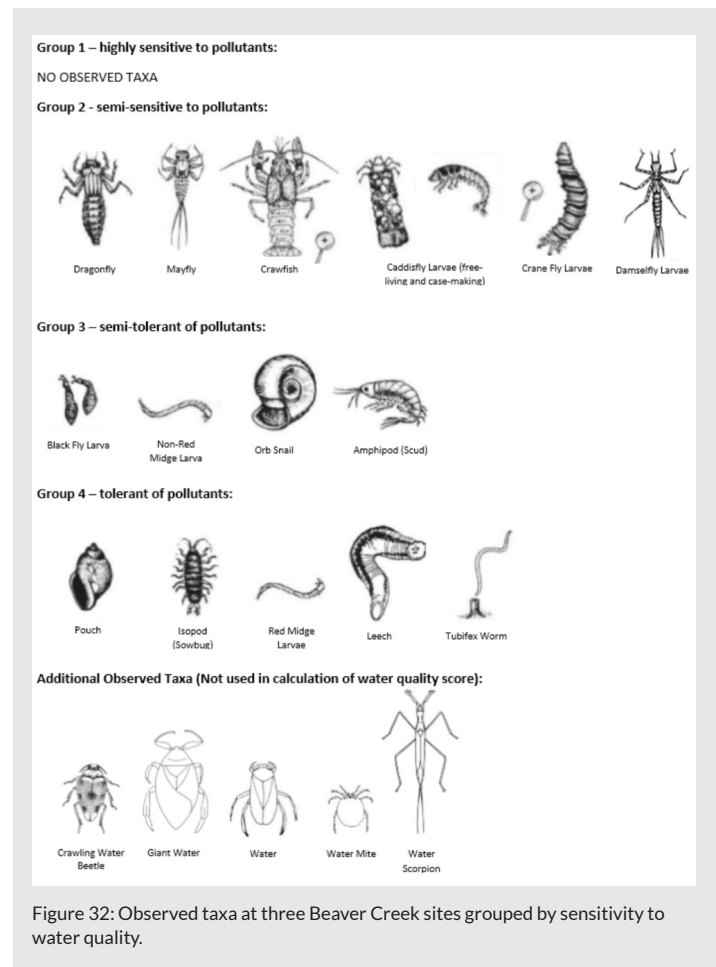 Group 1 – highly sensitive to pollutants:
NO OBSERVED TAXA
Group 2 - semi-sensitive to pollutants:
Dragonfly
Mayfly
Crawfish
Caddisfly Larvae (free-
living and case-making)
Crane Fly Larvae
Damselfly Larvae
Group 3 – semi-tolerant of pollutants:
Black Fly Larva
Non-Red
Midge Larva
Orb Snail
Amphipod (Scud)
Group 4 – tolerant of pollutants:
Pouch
Isopod
(Sowbug)
Red Midge
Larvae
Leech
Tubifex Worm
Additional Observed Taxa (Not used in calculation of water quality score):
Crawling Water
Beetle
Giant Water
Water
Water Mite
Water
Scorpion
Figure 32: Observed taxa at three Beaver Creek sites grouped by sensitivity to
water quality.